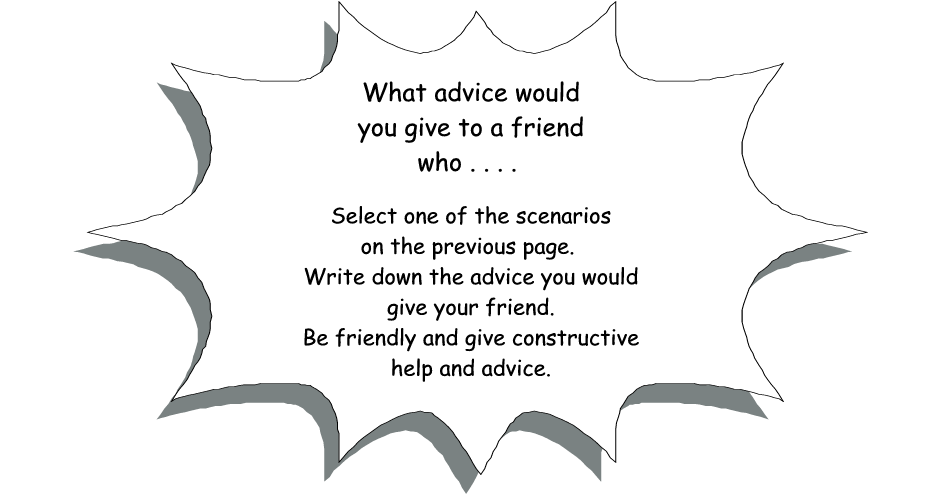 What advice would
you give to a friend
who . . . .
Select one of the scenarios
on the previous page.
Write down the advice you would
give your friend.
Be friendly and give constructive
help and advice.